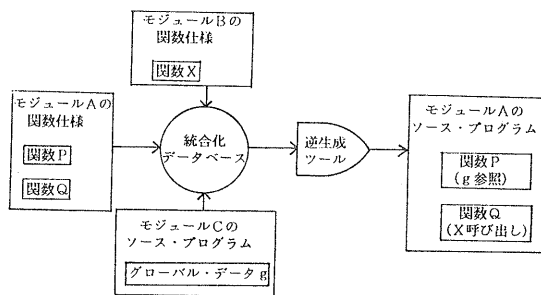 モジュールBの
関数仕様
関数X
モジュールAの
関数仕様
関数P
関数Q
統合化
データベース
逆生成
ツール
モジュールAの
ソース・プログラム
関数P
(g参照)
関数Q
(X呼び出し)
モジュールCの
ソース・プログラム
グローバル・データg